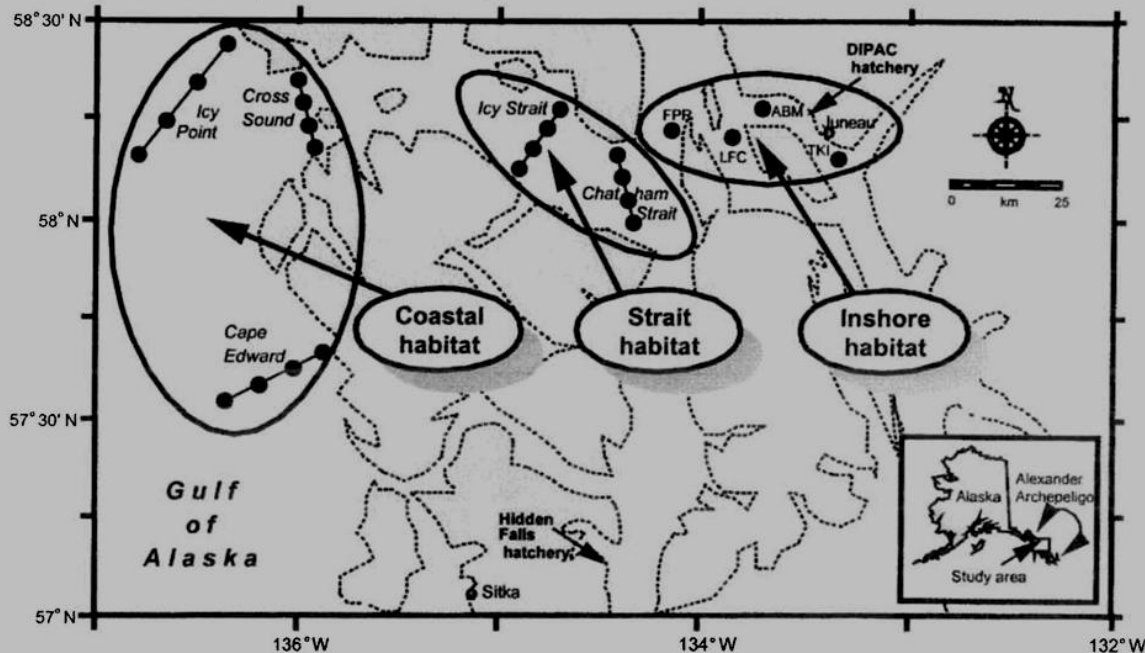 58°30' N
58° N
57°30' N
57° N
136°W
134°W
132°W
Icy
Point
Cross
Sound
Cape
Edward
Icy Strait
Chatham
Strait
FPR
LFC
ABM
TKI
Juneau
DIPAC
hatchery
N
0
km
25
Coastal
habitat
Strait
habitat
Inshore
habitat
Gulf
of
Alaska
Hidden
Falls
hatchery
Sitka
Alaska
Alexander
Archepeligo
Study area